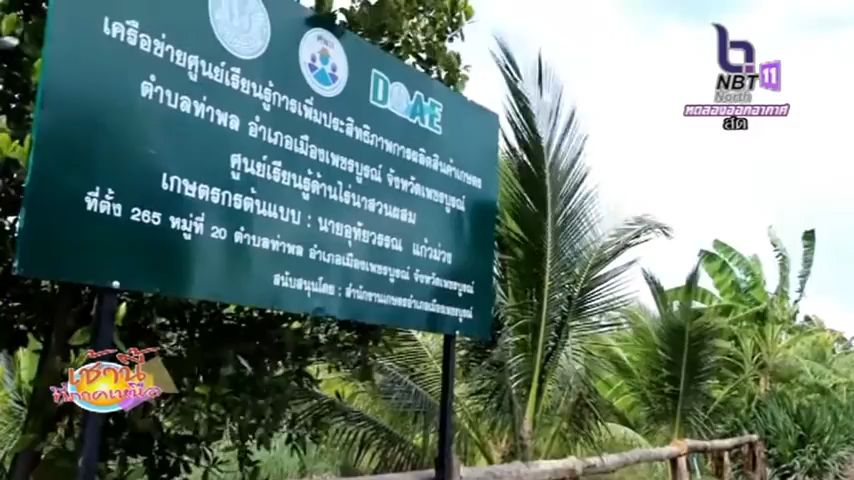 เครือข่ายศูนย์เรียนรู้การเพิ่มประสิทธิภาพการผลิตสินค้าเกษตร
ตำบลท่าพล อำเภอเมืองเพชรบูรณ์ จังหวัดเพชรบูรณ์
ศูนย์เรียนรู้ด้านไร่นาสวนผสม
เกษตรกรต้นแบบ : นายอุทัยวรรณ แก้วม่วง
ที่ตั้ง 265 หมู่ที่ 20 ตำบลท่าพล อำเภอเมืองเพชรบูรณ์ จังหวัดเพชรบูรณ์
สนับสนุนโดย : สำนักงานเกษตรอำเภอเมืองเพชรบูรณ์
DOAE
NBT 11
North
ทดลองออกอากาศ
สด
เช้านี้
ที่ภาคเหนือ